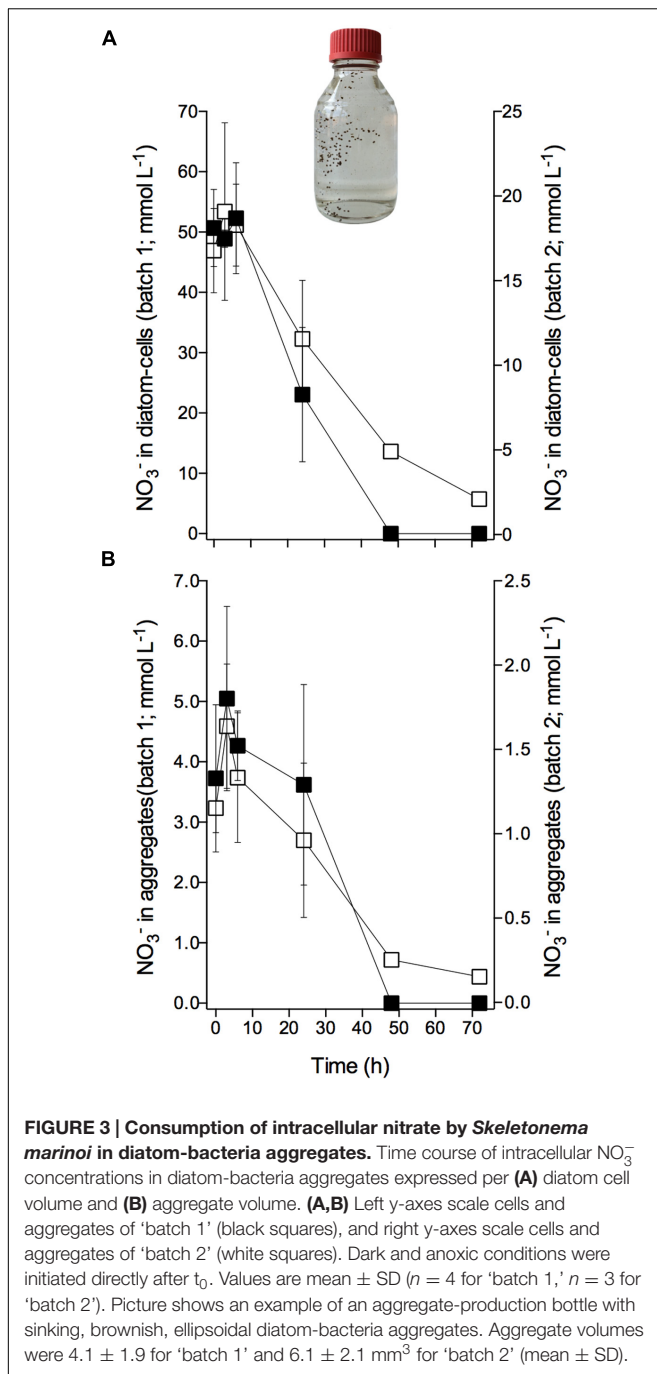 A
70
60
50
40
30
20
10
0
NO₃⁻ in diatom-cells (batch 1; mmol L⁻¹)
25
20
15
10
5
0
NO₃⁻ in diatom-cells (batch 2; mmol L⁻¹)
B
7.0
6.0
5.0
4.0
3.0
2.0
1.0
0.0
NO₃⁻ in aggregates(batch 1; mmol L⁻¹)
2.5
2.0
1.5
1.0
0.5
0.0
NO₃⁻ in aggregates (batch 2; mmol L⁻¹)
0 10 20 30 40 50 60 70
Time (h)
FIGURE 3 | Consumption of intracellular nitrate by Skeletonema
marinoi in diatom-bacteria aggregates. Time course of intracellular NO₃⁻
concentrations in diatom-bacteria aggregates expressed per (A) diatom cell
volume and (B) aggregate volume. (A,B) Left y-axes scale cells and
aggregates of ‘batch 1’ (black squares), and right y-axes scale cells and
aggregates of ‘batch 2’ (white squares). Dark and anoxic conditions were
initiated directly after t₀. Values are mean ± SD (n = 4 for ‘batch 1,’ n = 3 for
‘batch 2’). Picture shows an example of an aggregate-production bottle with
sinking, brownish, ellipsoidal diatom-bacteria aggregates. Aggregate volumes
were 4.1 ± 1.9 for ‘batch 1’ and 6.1 ± 2.1 mm³ for ‘batch 2’ (mean ± SD).